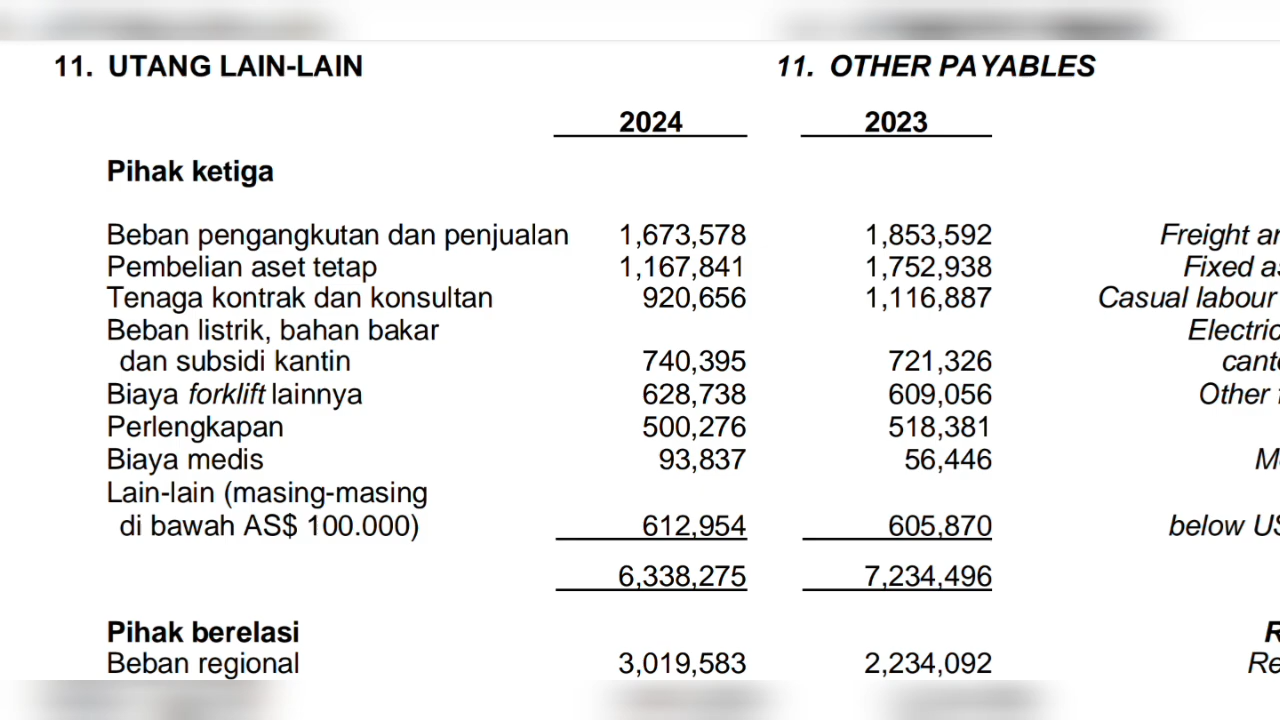 11. UTANG LAIN-LAIN 11. OTHER PAYABLES
2024 2023
Pihak ketiga
Beban pengangkutan dan penjualan 1,673,578 1,853,592 Freight
Pembelian aset tetap 1,167,841 1,752,938 Fixed
Tenaga kontrak dan konsultan 920,656 1,116,887 Casual labour
Beban listrik, bahan bakar
dan subsidi kantin 740,395 721,326
Biaya forklift lainnya 628,738 609,056 Other
Perlengkapan 500,276 518,381
Biaya medis 93,837 56,446
Lain-lain (masing-masing
di bawah AS$ 100.000) 612,954 605,870 below
6,338,275 7,234,496
Pihak berelasi
Beban regional 3,019,583 2,234,092